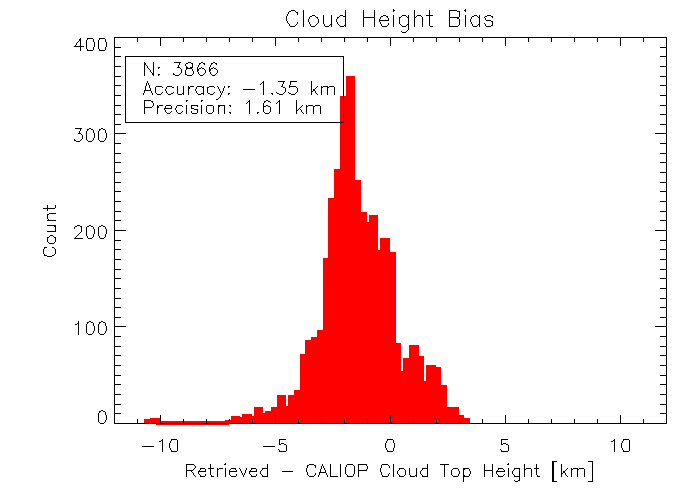 Cloud Height Bias
400
N: 3866
Accuracy: −1.35 km
Precision: 1.61 km
300
Count
200
100
0
−10 −5 0 5 10
Retrieved − CALIOP Cloud Top Height [km]